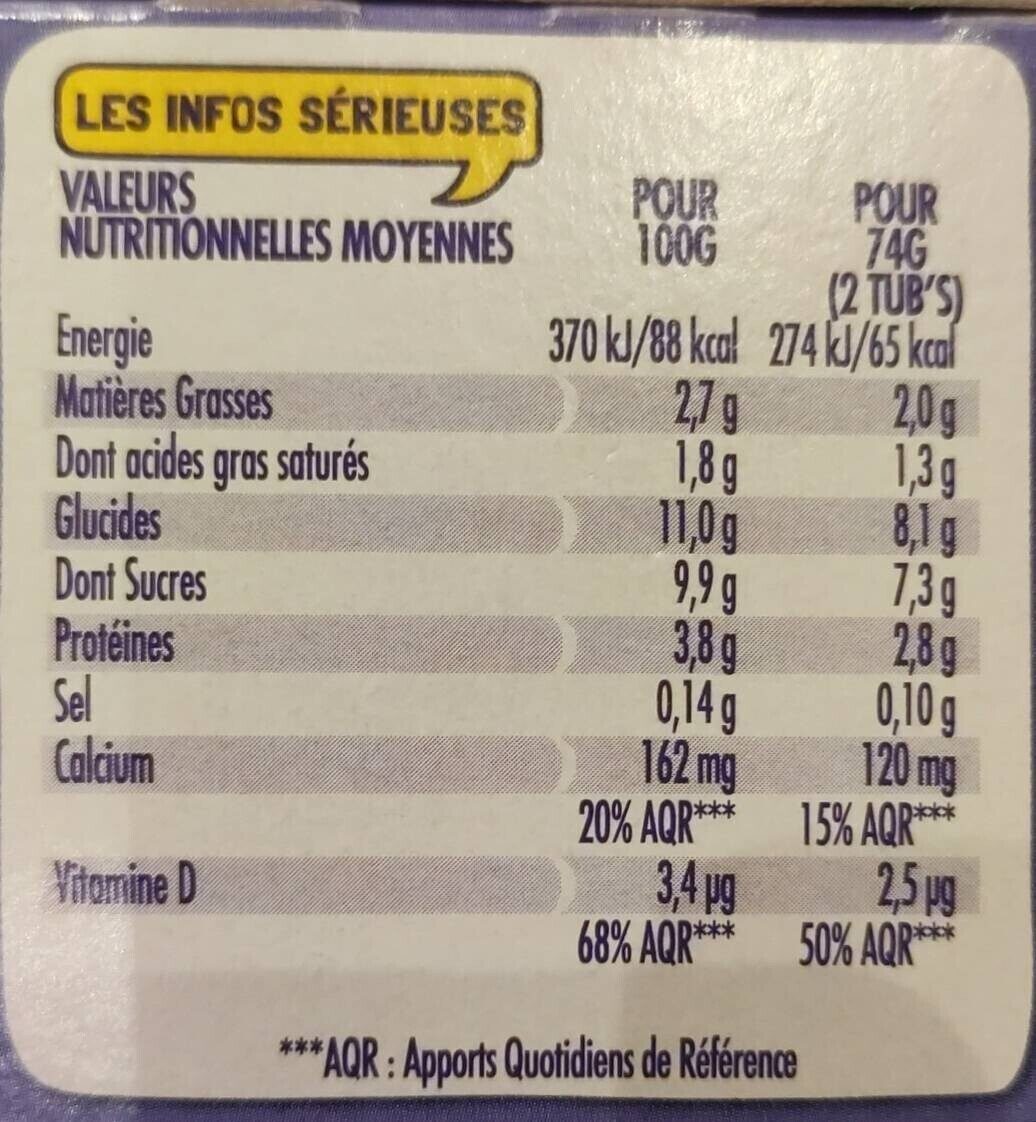 LES INFOS SÉRIEUSES
VALEURS
NUTRITIONNELLES MOYENNES
POUR
100G
POUR
74G
(2 TUB'S)
Energie 370 kJ/88 kcal 274 kJ/65 kcal
Matières Grasses 2,7 g 2,0 g
Dont acides gras saturés 1,8 g 1,3 g
Glucides 11,0 g 8,1 g
Dont Sucres 9,9 g 7,3 g
Protéines 3,8 g 2,8 g
Sel 0,14 g 0,10 g
Calcium 162 mg 120 mg
20% AQR*** 15% AQR***
Vitamine D 3,4 µg 2,5 µg
68% AQR*** 50% AQR***
***AQR : Apports Quotidiens de Référence